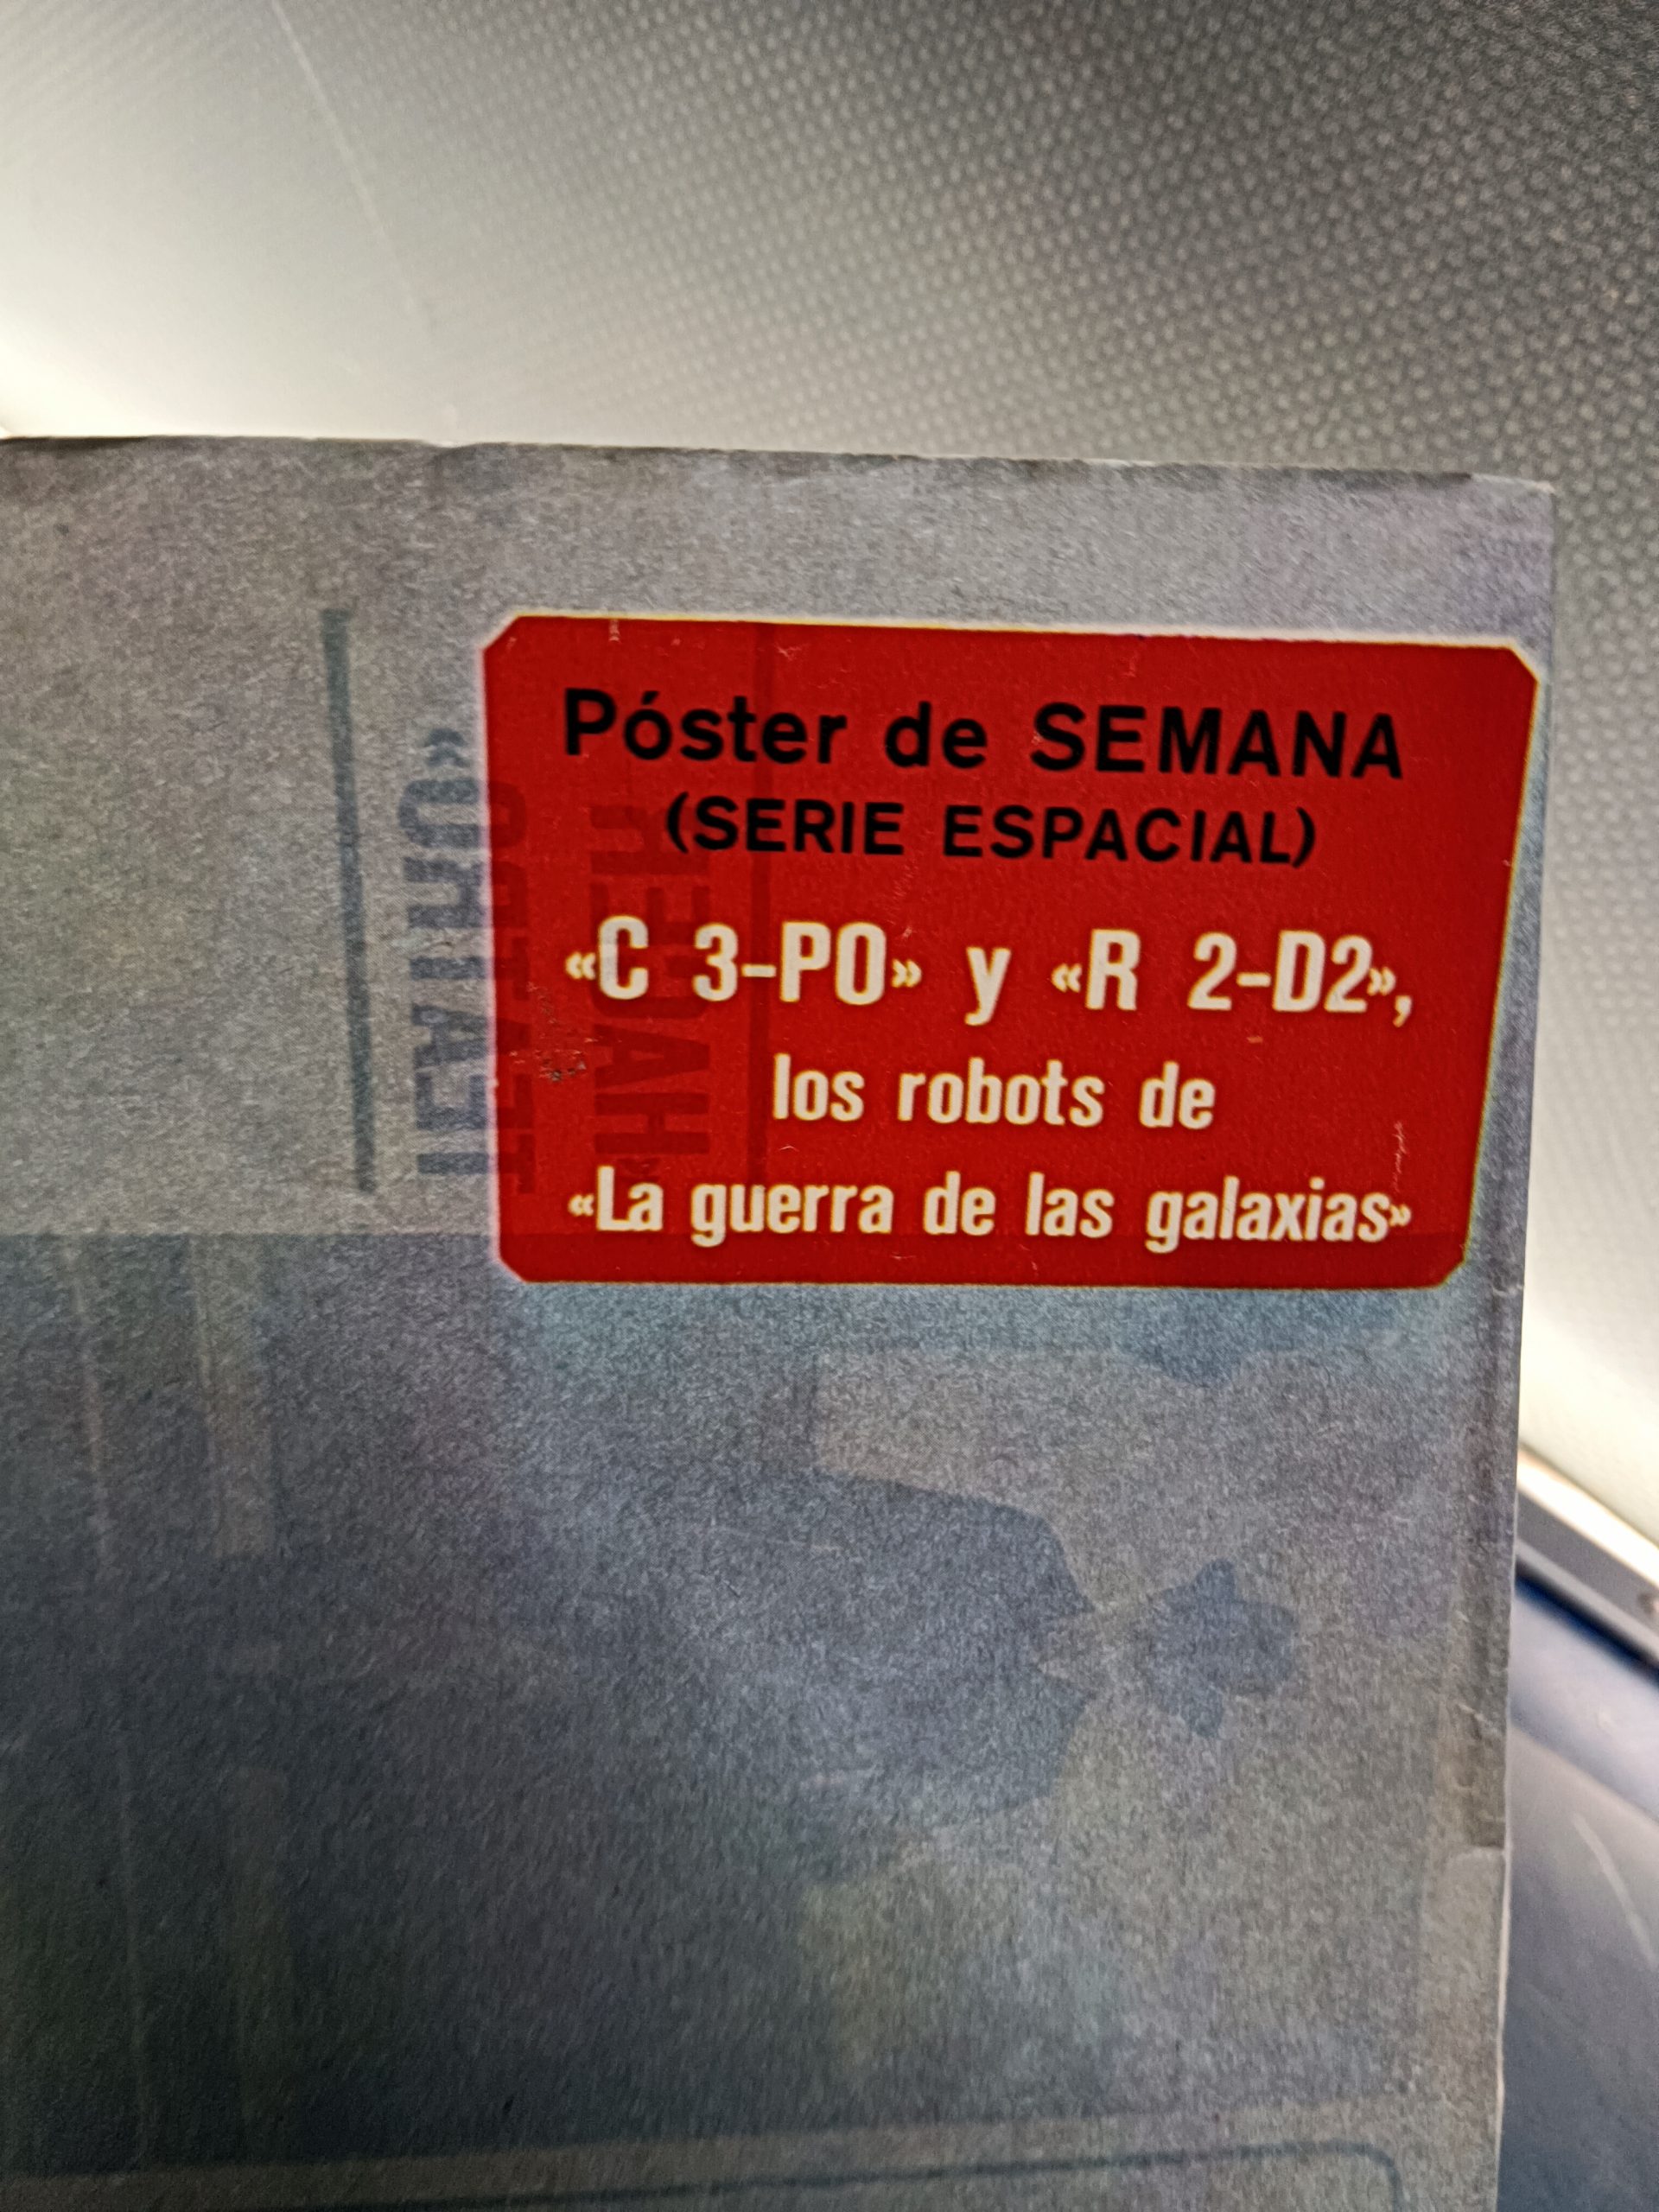 Póster de SEMANA
(SERIE ESPACIAL)
«C 3-PO» y «R 2-D2»,
los robots de
«La guerra de las galaxias»